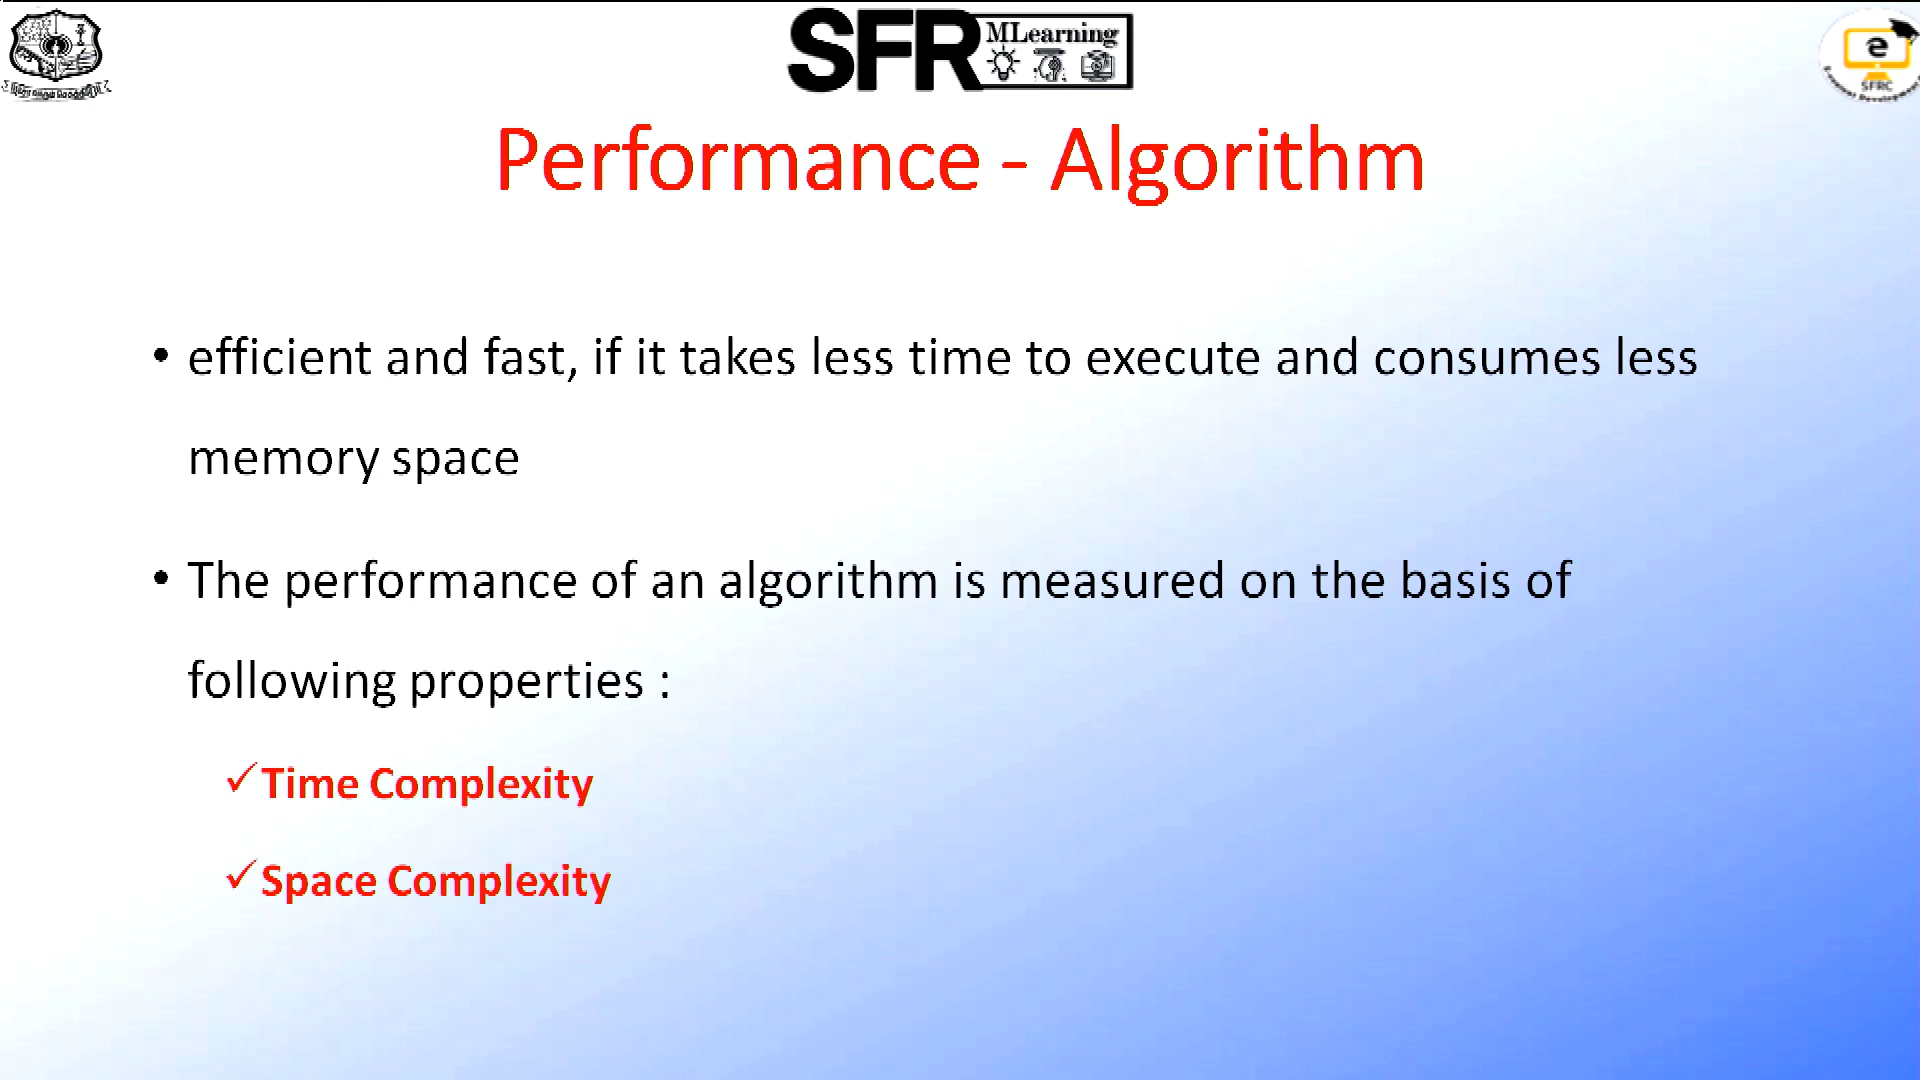 SFR MLearning
e
SFRC
Performance - Algorithm
• efficient and fast, if it takes less time to execute and consumes less
memory space
• The performance of an algorithm is measured on the basis of
following properties :
✓Time Complexity
✓Space Complexity